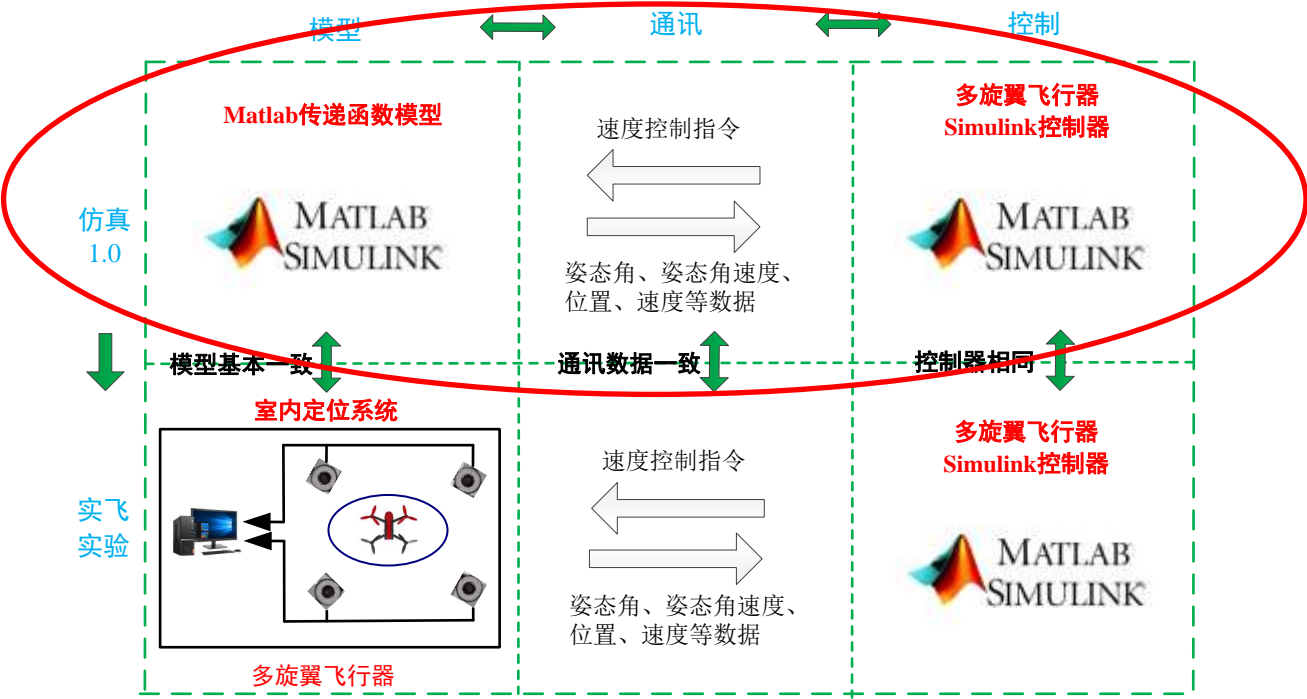 模型
通讯
控制
仿真
1.0
Matlab传递函数模型
MATLAB
SIMULINK
速度控制指令
姿态角、姿态角速度、
位置、速度等数据
多旋翼飞行器
Simulink控制器
MATLAB
SIMULINK
模型基本一致
通讯数据一致
控制器相同
实飞
实验
室内定位系统
多旋翼飞行器
速度控制指令
姿态角、姿态角速度、
位置、速度等数据
多旋翼飞行器
Simulink控制器
MATLAB
SIMULINK